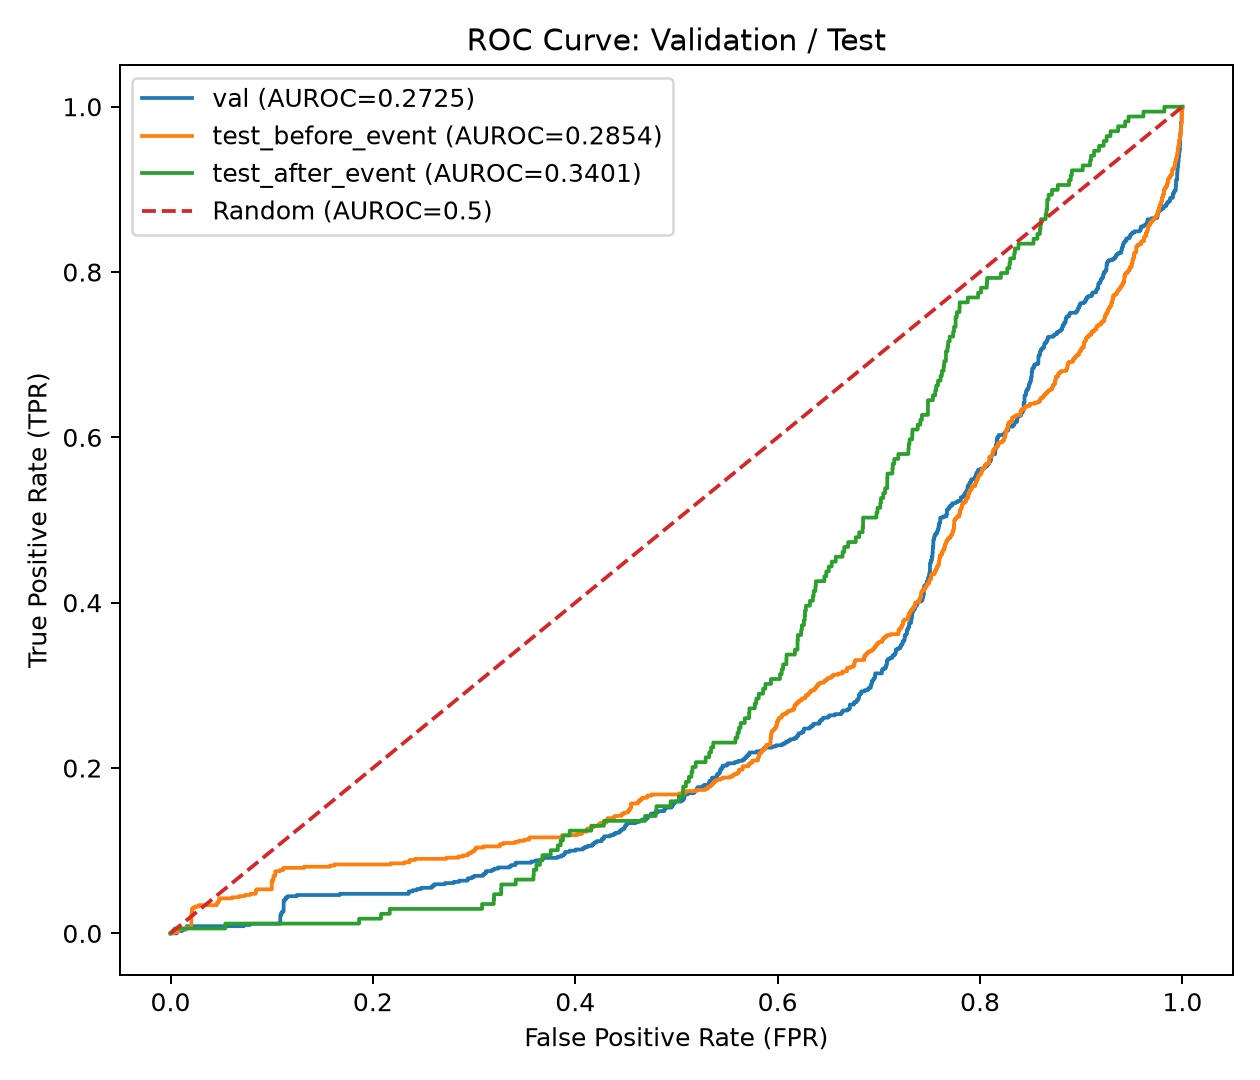 ROC Curve: Validation / Test
val (AUROC=0.2725)
test_before_event (AUROC=0.2854)
test_after_event (AUROC=0.3401)
Random (AUROC=0.5)
True Positive Rate (TPR)
1.0
0.8
0.6
0.4
0.2
0.0
0.0 0.2 0.4 0.6 0.8 1.0
False Positive Rate (FPR)